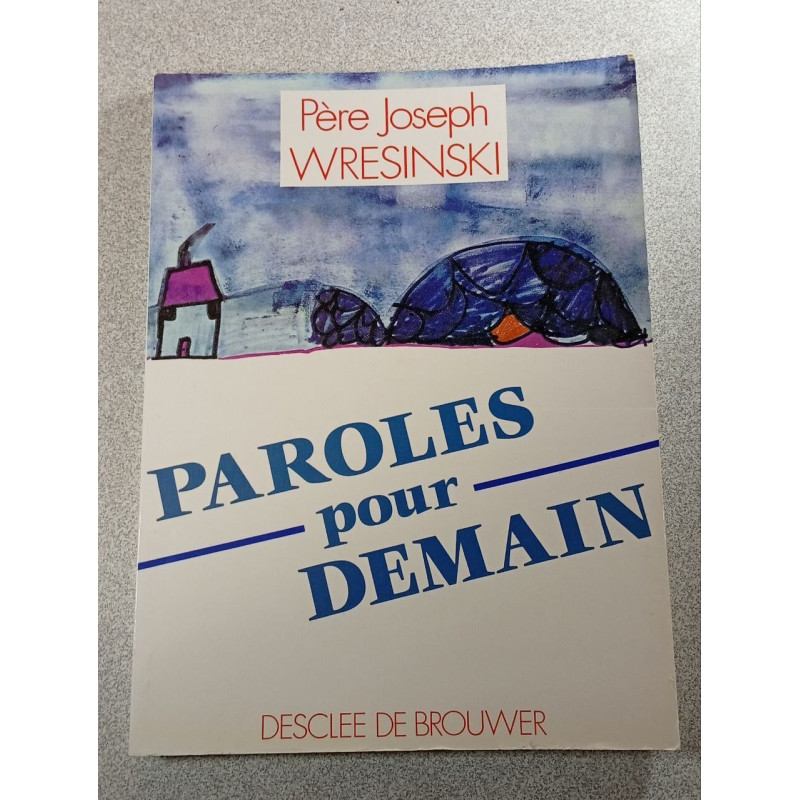 Père Joseph
WRESINSKI
PAROLES
pour
DEMAIN
DESCLEE DE BROUWER